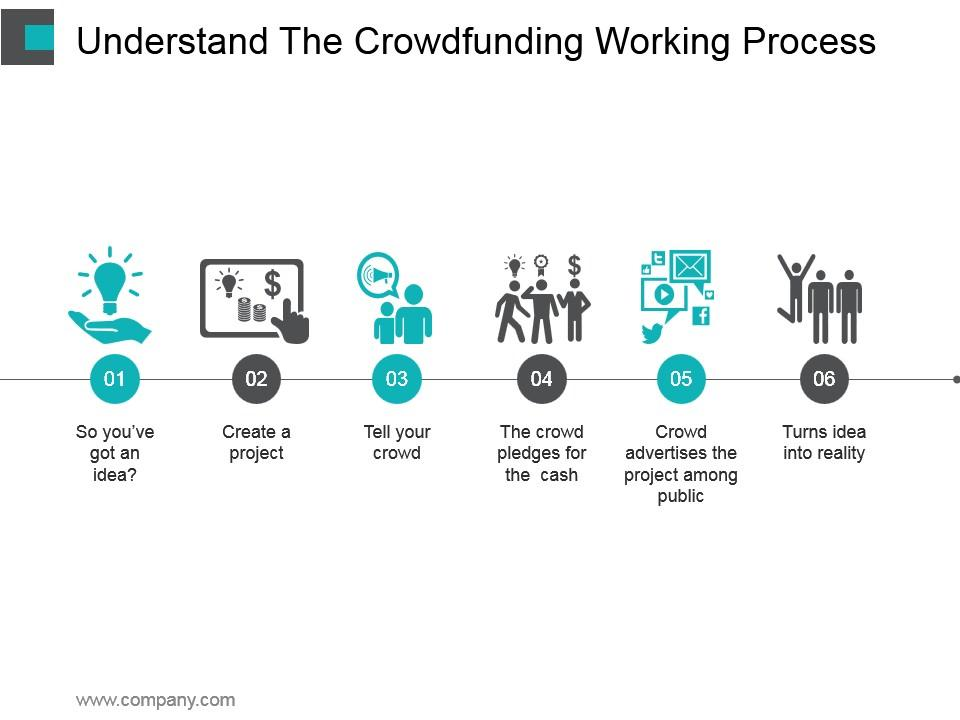 Understand The Crowdfunding Working Process
$
$
01
02
03
04
05
06
So you’ve
got an
idea?
Create a
project
Tell your
crowd
The crowd
pledges for
the  cash
Crowd
advertises the
project among
public
Turns idea
into reality
www.company.com